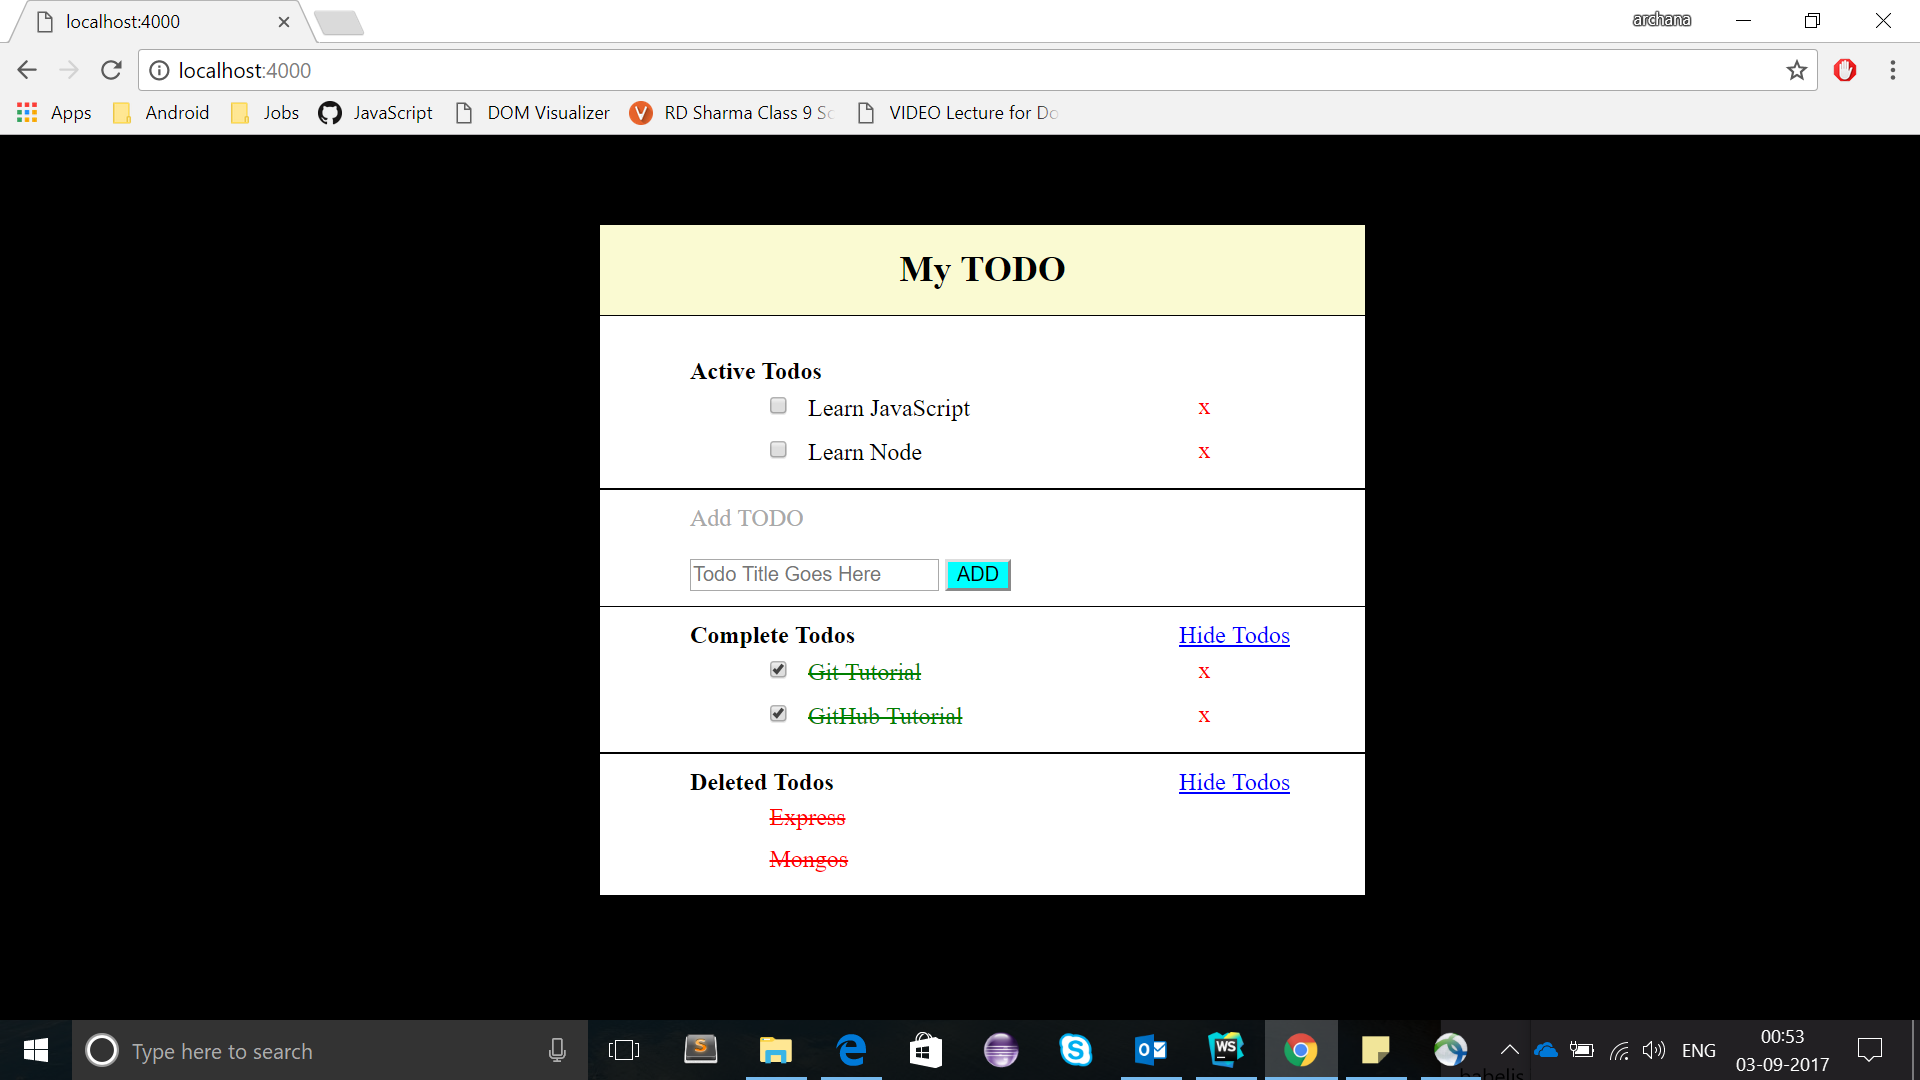 localhost:4000
archana
localhost:4000
Apps Android Jobs JavaScript DOM Visualizer RD Sharma Class 9 Sc VIDEO Lecture for Do
My TODO
Active Todos
Learn JavaScript x
Learn Node x
Add TODO
Todo Title Goes Here ADD
Complete Todos Hide Todos
Git Tutorial x
GitHub Tutorial x
Deleted Todos Hide Todos
Express
Mongos
Type here to search
S
WS
ENG
00:53
03-09-2017